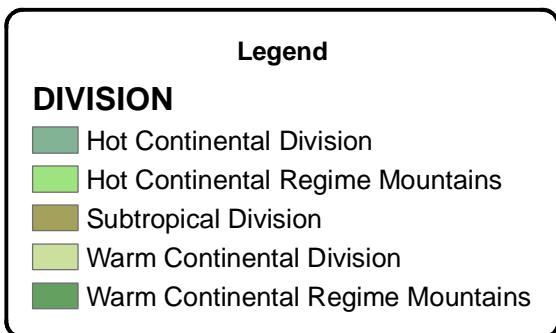 Legend
DIVISION
Hot Continental Division
Hot Continental Regime Mountains
Subtropical Division
Warm Continental Division
Warm Continental Regime Mountains